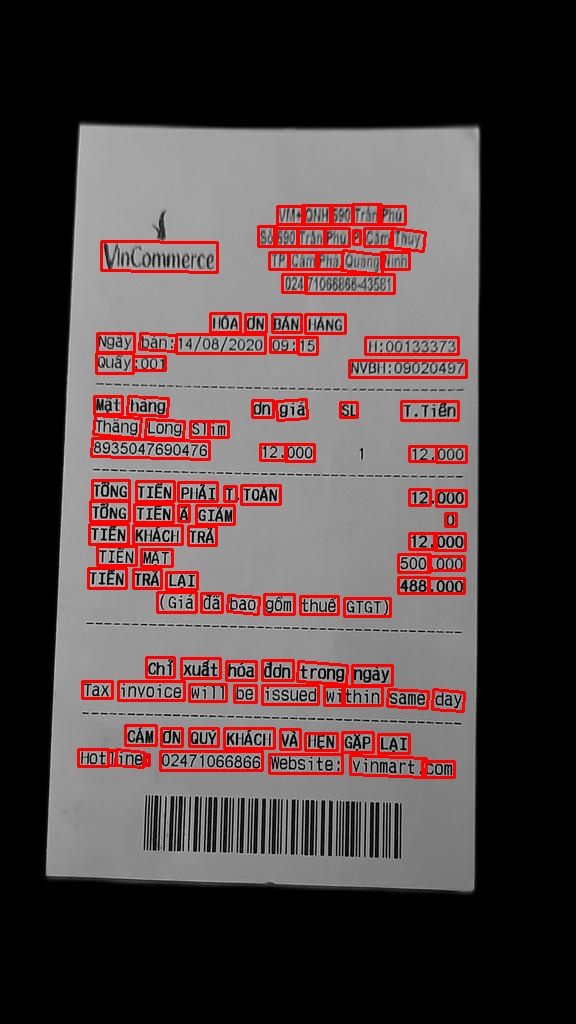 VinCommerce
VM+ QNH 590 Trần Phú
Số 590 Trần Phú, P. Cẩm Thủy
TP. Cẩm Phả, Quảng Ninh
024 71066866-43581
HÓA ĐƠN BÁN HÀNG
Ngày bán:14/08/2020 09:15 H:00133373
Quầy:001 NVBH:09020497
Mặt hàng Đơn giá SL T.Tiền
Thăng Long Slim
8935047690476 12.000 1 12.000
TỔNG TIỀN PHẢI T.TOÁN 12.000
TỔNG TIỀN ĐÃ GIẢM 0
TIỀN KHÁCH TRẢ 12.000
TIỀN MẶT 500.000
TIỀN TRẢ LẠI 488.000
(Giá đã bao gồm thuế GTGT)
Chỉ xuất hóa đơn trong ngày
Tax invoice will be issued within same day
CẢM ƠN QUÝ KHÁCH VÀ HẸN GẶP LẠI
Hotline: 02471066866 Website: vinmart.com